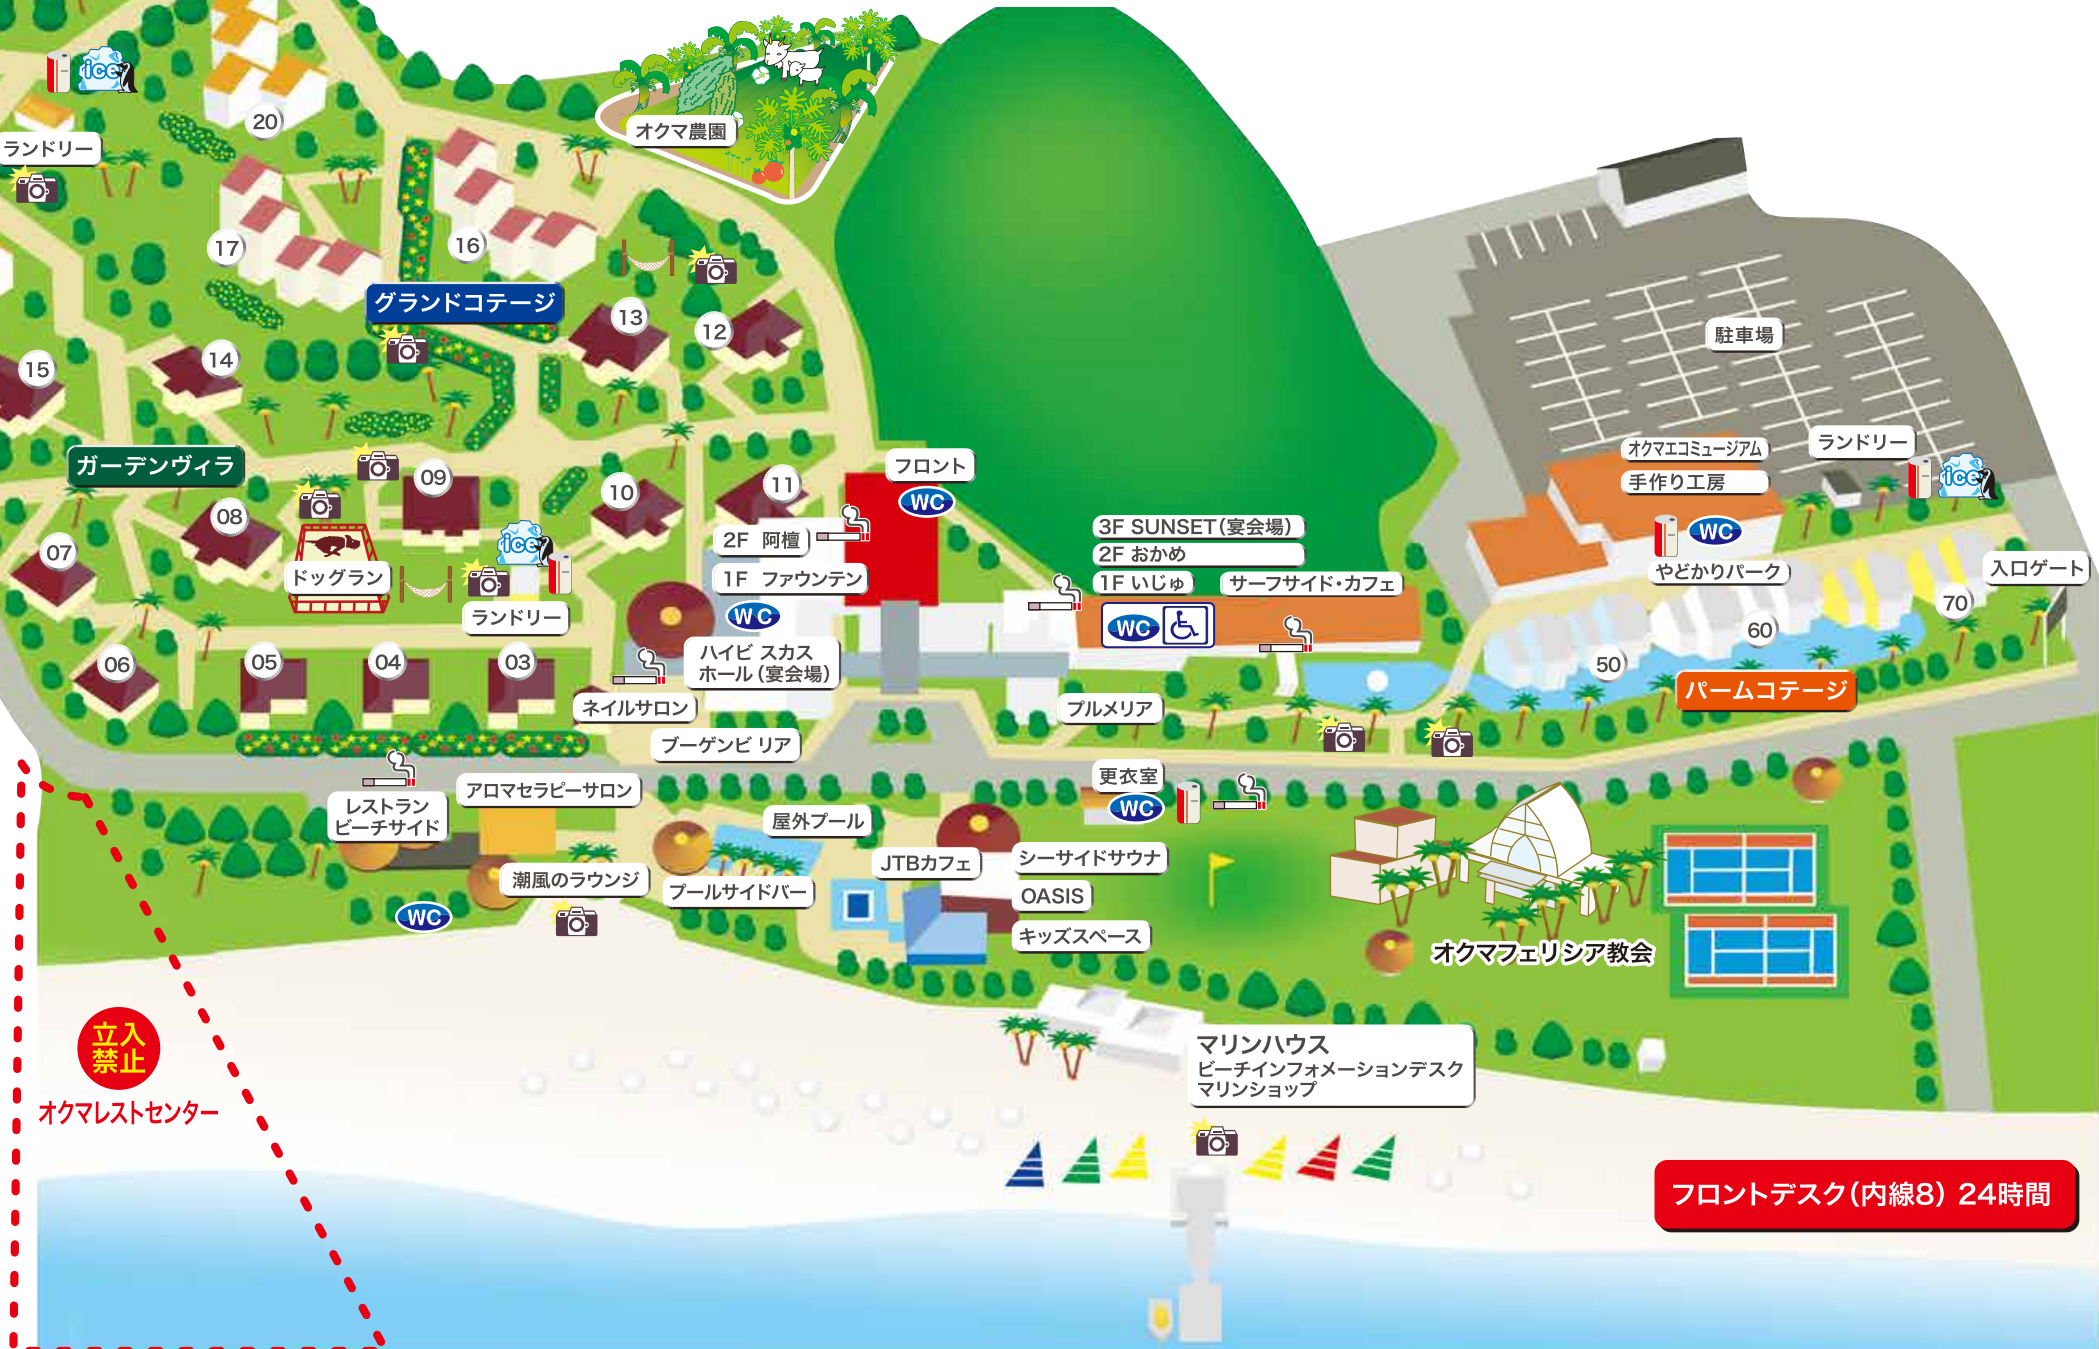 ice
ランドリー
20
オクマ農園
17
16
グランドコテージ
13
12
15
14
駐車場
ガーデンヴィラ
09
08
07
10
11
フロント
WC
オクマエコミュージアム
手作り工房
ランドリー
ice
WC
やどかりパーク
入口ゲート
2F 阿檀
1F ファウンテン
WC
3F SUNSET(宴会場)
2F おかめ
1F いじゅ
サーフサイド・カフェ
WC
ice
ドッグラン
ランドリー
06
05
04
03
ハイビスカス
ホール(宴会場)
ネイルサロン
ブーゲンビリア
プルメリア
50
60
70
パームコテージ
レストラン
ビーチサイド
アロマセラピーサロン
潮風のラウンジ
WC
屋外プール
プールサイドバー
更衣室
WC
JTBカフェ
シーサイドサウナ
OASIS
キッズスペース
オクマフェリシア教会
立入
禁止
オクマレストセンター
マリンハウス
ビーチインフォメーションデスク
マリンショップ
フロントデスク(内線8) 24時間